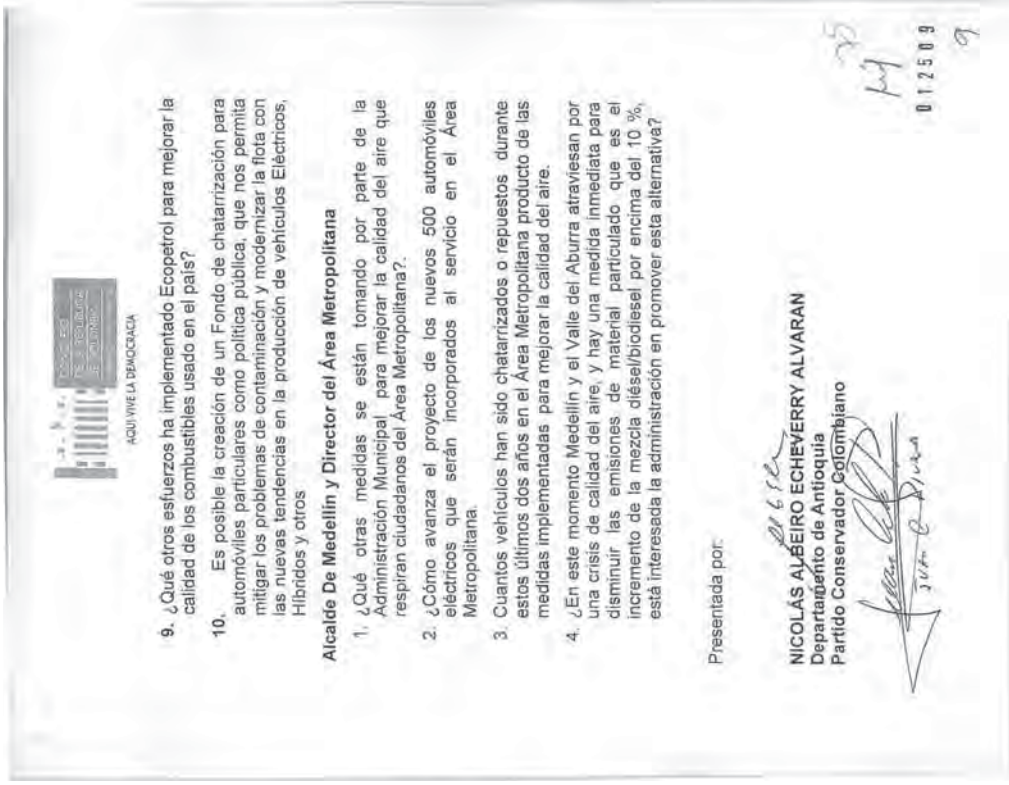 CONGRESO
DE LA REPÚBLICA
DE COLOMBIA
AQUÍ VIVE LA DEMOCRACIA
9. ¿Qué otros esfuerzos ha implementado Ecopetrol para mejorar la
calidad de los combustibles usado en el país?
10. Es posible la creación de un Fondo de chatarrización para
automóviles particulares como política pública, que nos permita
mitigar los problemas de contaminación y modernizar la flota con
las nuevas tendencias en la producción de vehículos Eléctricos,
Híbridos y otros
Alcalde De Medellín y Director del Área Metropolitana
1. ¿Qué otras medidas se están tomando por parte de la
Administración Municipal para mejorar la calidad del aire que
respiran ciudadanos del Área Metropolitana?.
2. ¿Cómo avanza el proyecto de los nuevos 500 automóviles
eléctricos que serán incorporados al servicio en el Área
Metropolitana.
3. Cuantos vehículos han sido chatarrizados o repuestos durante
estos últimos dos años en el Área Metropolitana producto de las
medidas implementadas para mejorar la calidad del aire.
4. ¿En este momento Medellín y el Valle del Aburra atraviesan por
una crisis de calidad del aire, y hay una medida inmediata para
disminuir las emisiones de material particulado que es el
incremento de la mezcla diésel/biodiesel por encima del 10 %,
está interesada la administración en promover esta alternativa?
Presentada por:
NICOLÁS ALBEIRO ECHEVERRY ALVARAN
Departamento de Antioquia
Partido Conservador Colombiano
012509
9